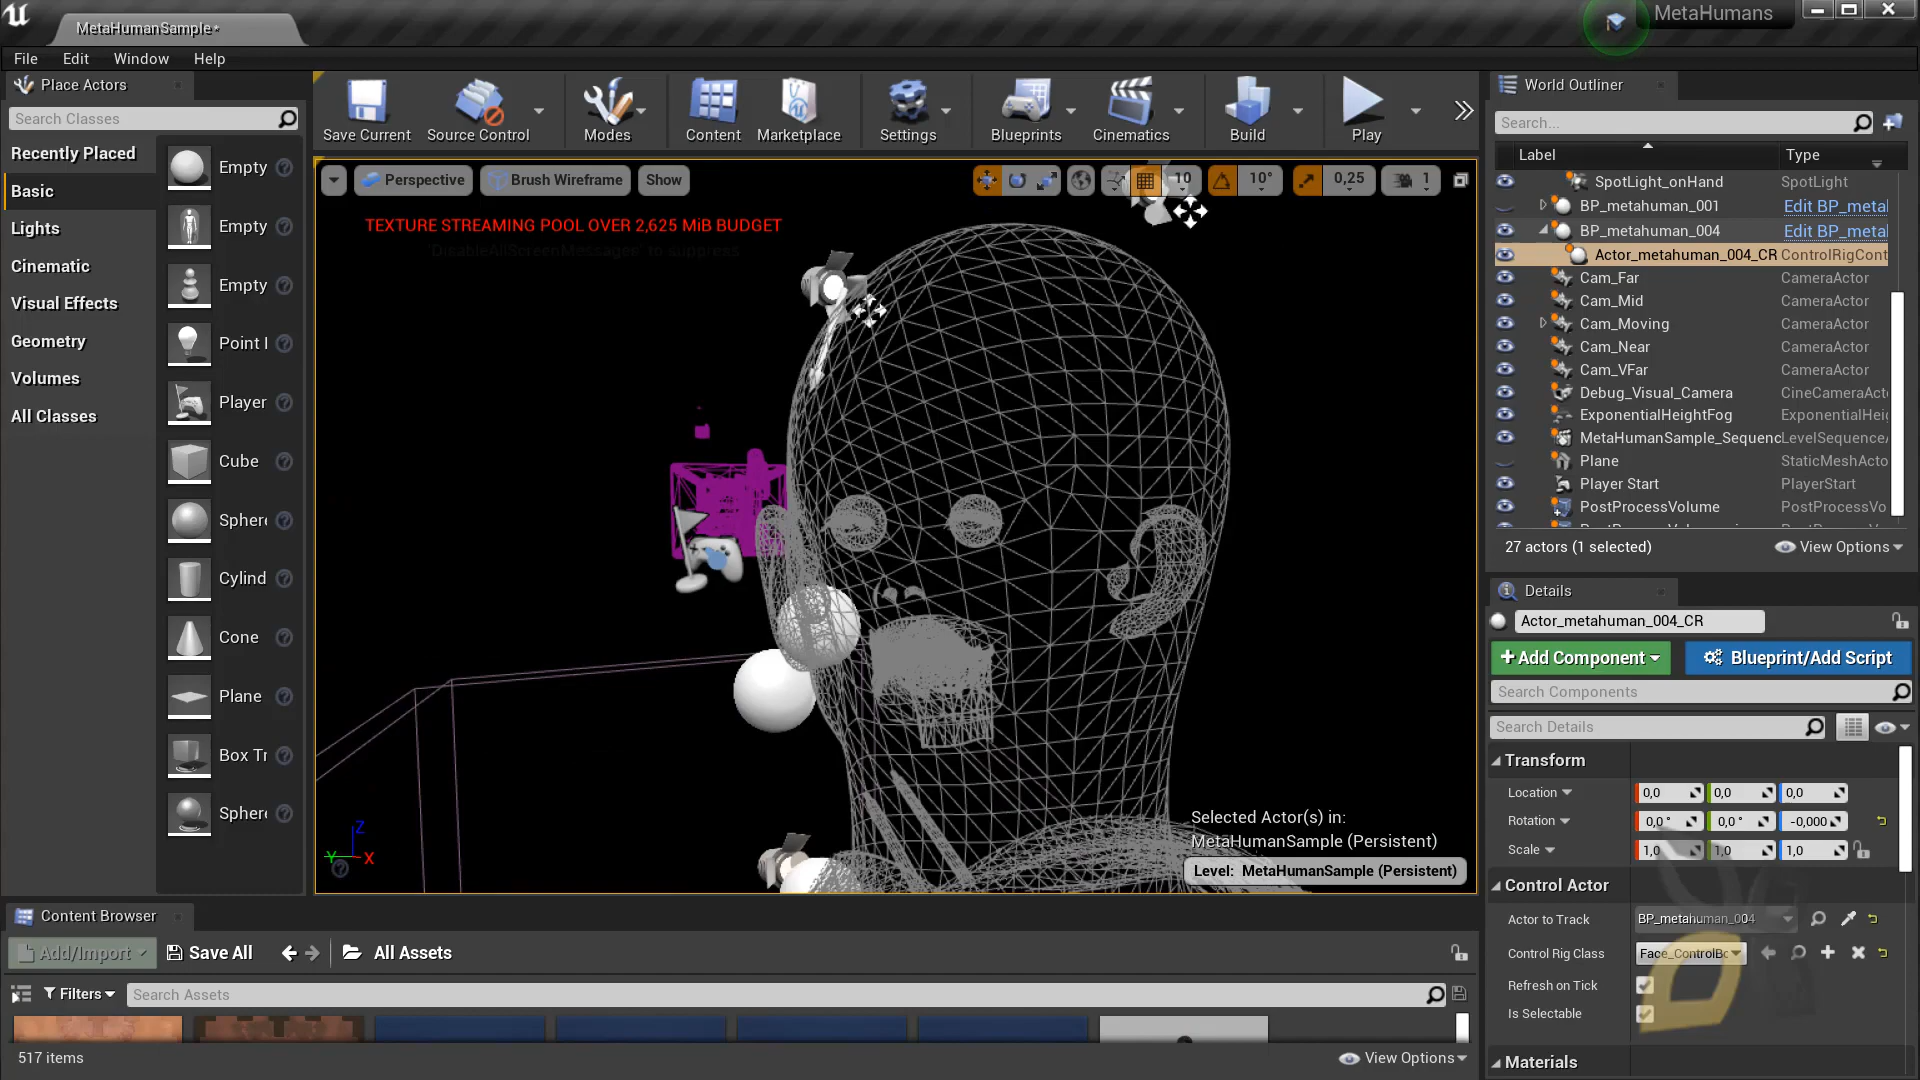 MetaHumanSample*
MetaHumans
File Edit Window Help
Place Actors
Search Classes
Recently Placed
Basic
Lights
Cinematic
Visual Effects
Geometry
Volumes
All Classes
Empty
Empty
Empty
Point
Player
Cube
Sphere
Cylind
Cone
Plane
Box Tr
Sphere
Save Current
Source Control
Modes
Content
Marketplace
Settings
Blueprints
Cinematics
Build
Play
Perspective
Brush Wireframe
Show
10
10°
0,25
1
TEXTURE STREAMING POOL OVER 2,625 MiB BUDGET
'DisableAllScreenMessages' to suppress
Z
Y X
Selected Actor(s) in:
MetaHumanSample (Persistent)
Level: MetaHumanSample (Persistent)
World Outliner
Search...
Label Type
SpotLight_onHand SpotLight
BP_metahuman_001 Edit BP_metal
BP_metahuman_004 Edit BP_metal
Actor_metahuman_004_CR ControlRigCont
Cam_Far CameraActor
Cam_Mid CameraActor
Cam_Moving CameraActor
Cam_Near CameraActor
Cam_VFar CameraActor
Debug_Visual_Camera CineCameraActo
ExponentialHeightFog ExponentialHei
MetaHumanSample_Sequenc LevelSequence
Plane StaticMeshActo
Player Start PlayerStart
PostProcessVolume PostProcessVo
27 actors (1 selected)
View Options
Details
Actor_metahuman_004_CR
+Add Component
Blueprint/Add Script
Search Components
Search Details
Transform
Location 0,0 0,0 0,0
Rotation 0,0 ° 0,0 ° -0,000
Scale 1,0 1,0 1,0
Control Actor
Actor to Track BP_metahuman_004
Control Rig Class Face_ControlBo
Refresh on Tick
Is Selectable
Materials
Content Browser
Add/Import
Save All
All Assets
Filters
Search Assets
517 items
View Options